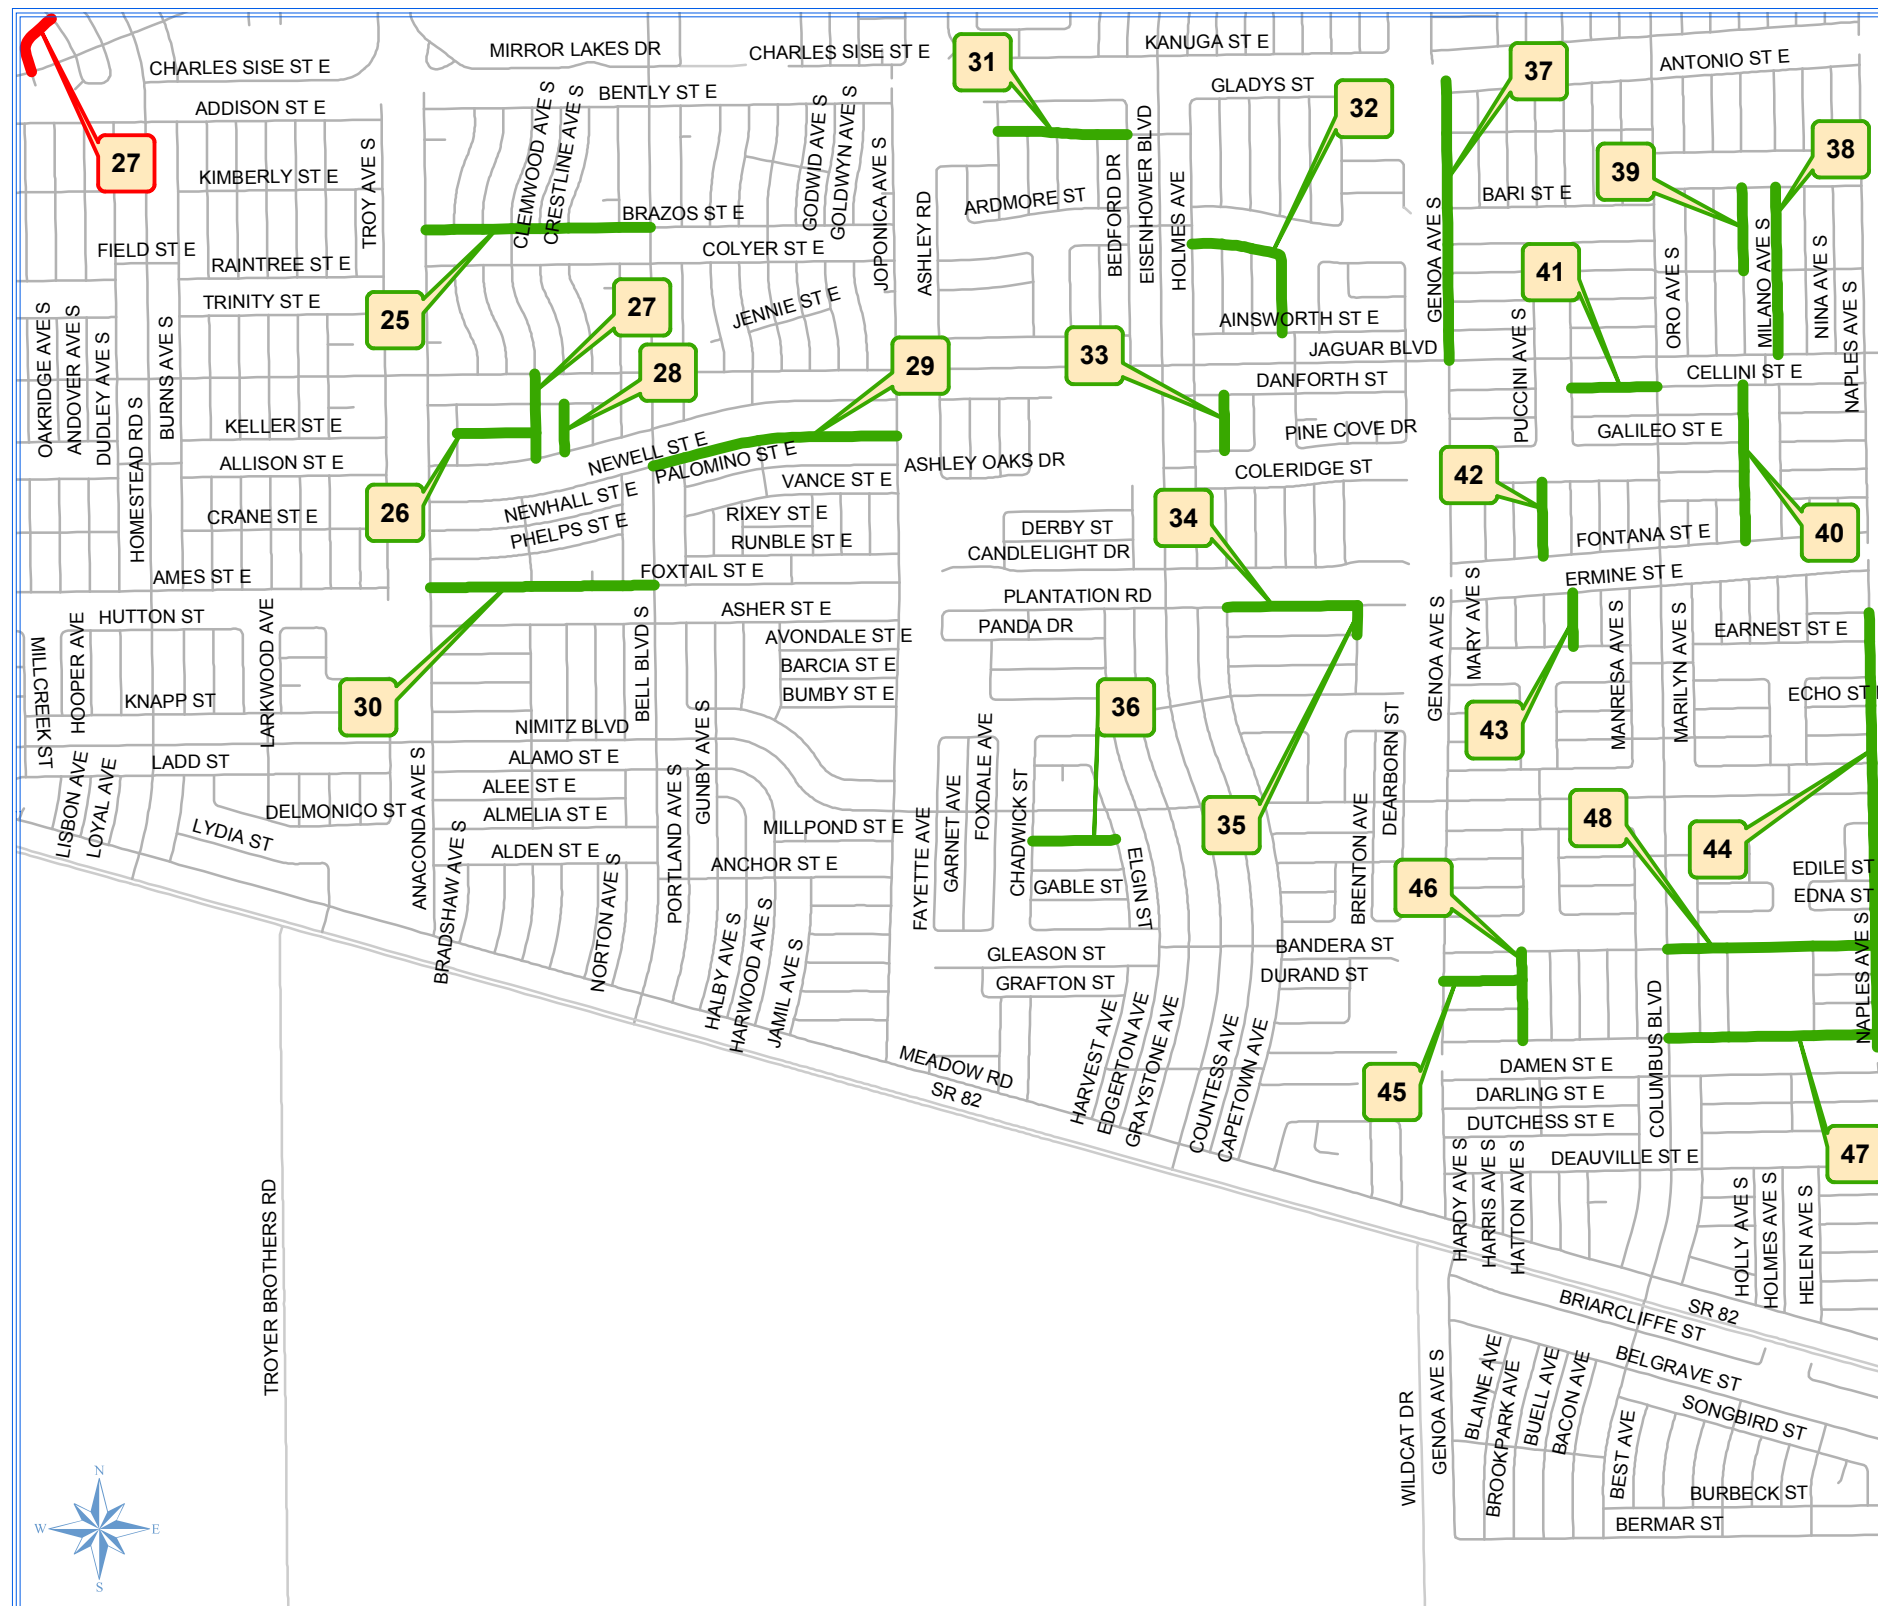 MIRROR LAKES DR
CHARLES SISE ST E
KANUGA ST E
ANTONIO ST E
CHARLES SISE ST E
31
37
GLADYS ST
ADDISON ST E
BENTLY ST E
32
27
KIMBERLY ST E
TROY AVE S
CLEMWOOD AVE S
CRESTLINE AVE S
GODWID AVE S
GOLDWYN AVE S
JOPONICA AVE S
ASHLEY RD
ARDMORE ST
BEDFORD DR
EISENHOWER BLVD
HOLMES AVE
GENOA AVE S
BARI ST E
39
38
BRAZOS ST E
FIELD ST E
RAINTREE ST E
TRINITY ST E
COLYER ST E
JENNIE ST E
25
27
28
29
33
AINSWORTH ST E
JAGUAR BLVD
DANFORTH ST
41
PUCCINI AVE S
ORO AVE S
MILANO AVE S
NINA AVE S
NAPLES AVE S
CELLINI ST E
OAKRIDGE AVE S
ANDOVER AVE S
DUDLEY AVE S
HOMESTEAD RD S
BURNS AVE S
KELLER ST E
ALLISON ST E
CRANE ST E
AMES ST E
26
NEWELL ST E
PALOMINO ST E
NEWHALL ST E
PHELPS ST E
VANCE ST E
RIXEY ST E
RUNBLE ST E
FOXTAIL ST E
ASHLEY OAKS DR
PINE COVE DR
COLERIDGE ST
GALILEO ST E
42
34
40
DERBY ST
CANDLELIGHT DR
FONTANA ST E
ERMINE ST E
PLANTATION RD
PANDA DR
HUTTON ST
ASHER ST E
AVONDALE ST E
BARCIA ST E
BUMBY ST E
MILLCREEK ST
HOOPER AVE
LARKWOOD AVE
KNAPP ST
30
BELL BLVD S
NIMITZ BLVD
36
GENOA AVE S
MARY AVE S
43
MANRESA AVE S
MARILYN AVE S
EARNEST ST E
ECHO ST E
LADD ST
LISBON AVE
LOYAL AVE
LYDIA ST
DELMONICO ST
ANACONDA AVE S
BRADSHAW AVE S
ALAMO ST E
ALEE ST E
ALMELIA ST E
ALDEN ST E
NORTON AVE S
PORTLAND AVE S
GUNBY AVE S
MILLPOND ST E
ANCHOR ST E
HALBY AVE S
HARWOOD AVE S
JAMIL AVE S
FAYETTE AVE
GARNET AVE
FOXDALE AVE
CHADWICK ST
GABLE ST
ELGIN ST
35
BRENTON AVE
DEARBORN ST
48
44
46
EDILE ST
EDNA ST
NAPLES AVE S
GLEASON ST
GRAFTON ST
BANDERA ST
DURAND ST
MEADOW RD
SR 82
HARVEST AVE
EDGERTON AVE
GRAYSTONE AVE
COUNTESS AVE
CAPETOWN AVE
45
COLUMBUS BLVD
DAMEN ST E
DARLING ST E
DUTCHESS ST E
DEAUVILLE ST E
47
HARDY AVE S
HARRIS AVE S
HATTON AVE S
HOLLY AVE S
HOLMES AVE S
HELEN AVE S
TROYER BROTHERS RD
SR 82
BRIARCLIFFE ST
BELGRAVE ST
SONGBIRD ST
WILDCAT DR
GENOA AVE S
BLAINE AVE
BROOKPARK AVE
BUELL AVE
BACON AVE
BEST AVE
BURBECK ST
BERMAR ST
N
W
E
S